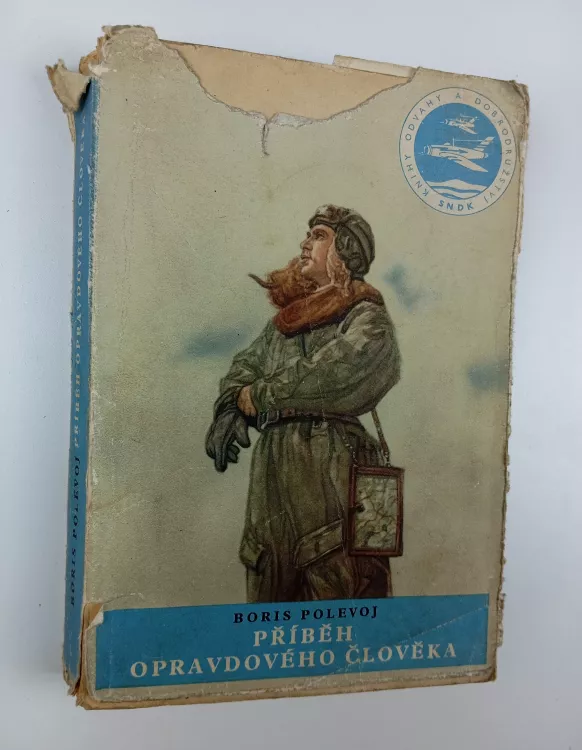 KNIHY ODVAHY A DOBRODRUŽSTVÍ
SNDK
BORIS POLEVOJ PŘÍBĚH OPRAVDOVÉHO ČLOVĚKA
BORIS POLEVOJ
PŘÍBĚH
OPRAVDOVÉHO ČLOVĚKA